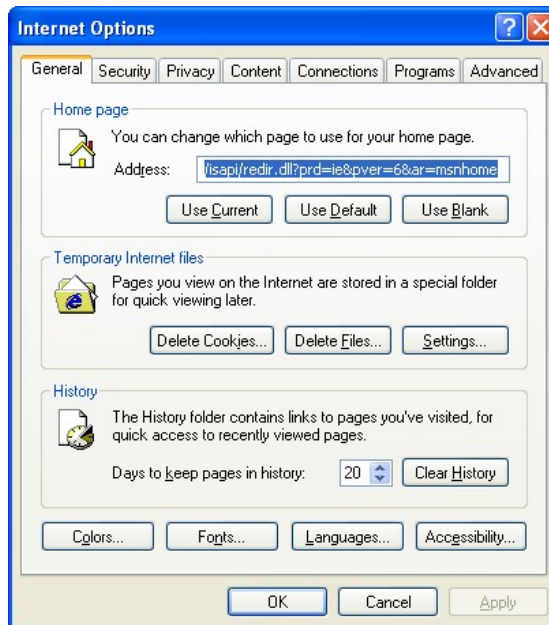 Internet Options
General Security Privacy Content Connections Programs Advanced
Home page
You can change which page to use for your home page.
Address: /isapi/redir.dll?prd=ie&pver=6&ar=msnhome
Use Current Use Default Use Blank
Temporary Internet files
Pages you view on the Internet are stored in a special folder
for quick viewing later.
Delete Cookies... Delete Files... Settings...
History
The History folder contains links to pages you've visited, for
quick access to recently viewed pages.
Days to keep pages in history: 20 Clear History
Colors... Fonts... Languages... Accessibility...
OK Cancel Apply